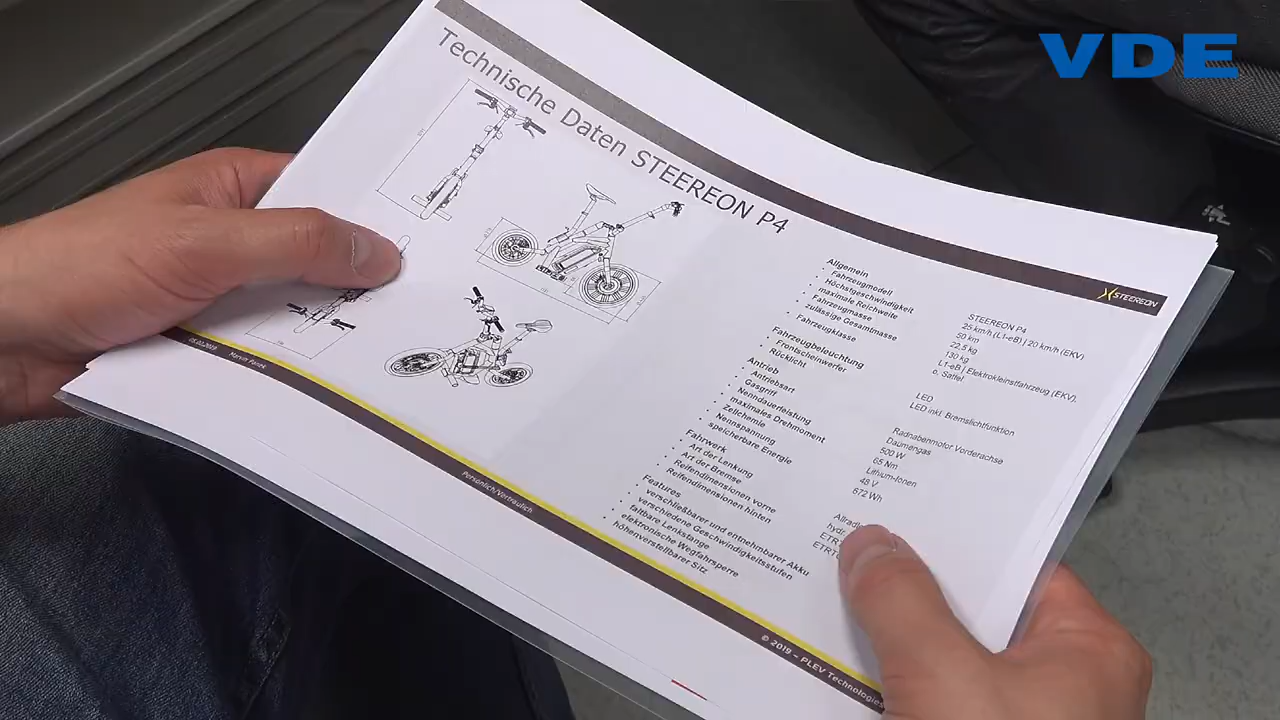 VDE
Technische Daten STEEREON P4
STEEREON
Allgemein
Fahrzeugmodell
Höchstgeschwindigkeit
maximale Reichweite
Fahrzeugmasse
zulässige Gesamtmasse
Fahrzeugklasse
STEEREON P4
25 km/h (L1-eB) | 20 km/h (EKV)
50 km
22,5 kg
130 kg
L1-eB | Elektrokleinstfahrzeug (EKV).
o. Sattel
Fahrzeugbeleuchtung
Frontscheinwerfer
Rücklicht
LED
LED inkl. Bremslichtfunktion
Antrieb
Antriebsart
Gasgriff
Nenndauerleistung
maximales Drehmoment
Zellchemie
Nennspannung
speicherbare Energie
Radnabenmotor Vorderachse
Daumengas
500 W
65 Nm
Lithium-Ionen
48 V
672 Wh
Fahrwerk
Art der Lenkung
Art der Bremse
Reifendimensionen vorne
Reifendimensionen hinten
Features
verschließbarer und entnehmbarer Akku
verschiedene Geschwindigkeitsstufen
faltbare Lenkstange
elektronische Wegfahrsperre
höhenverstellbarer Sitz
Marvin Panek
Persönlich/Vertraulich
© 2019 – PLEV Technologies